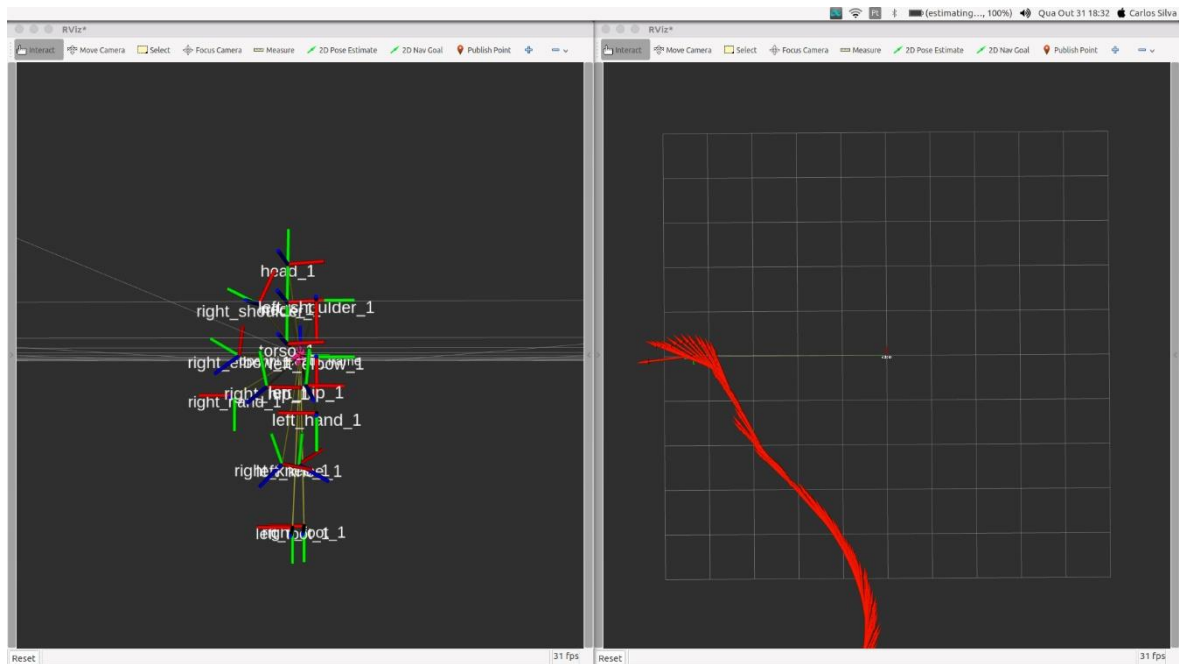 (estimating..., 100%) Qua Out 31 18:32 Carlos Silva
RViz*
Interact Move Camera Select Focus Camera Measure 2D Pose Estimate 2D Nav Goal Publish Point
head_1
left_shoulder_1
right_shoulder_1
torso_1
right_elbow_1
left_elbow_1
right_hip_1
right_hand_1
left_hand_1
left_foot_1
right_foot_1
Reset
31 fps
RViz*
Interact Move Camera Select Focus Camera Measure 2D Pose Estimate 2D Nav Goal Publish Point
Reset
31 fps